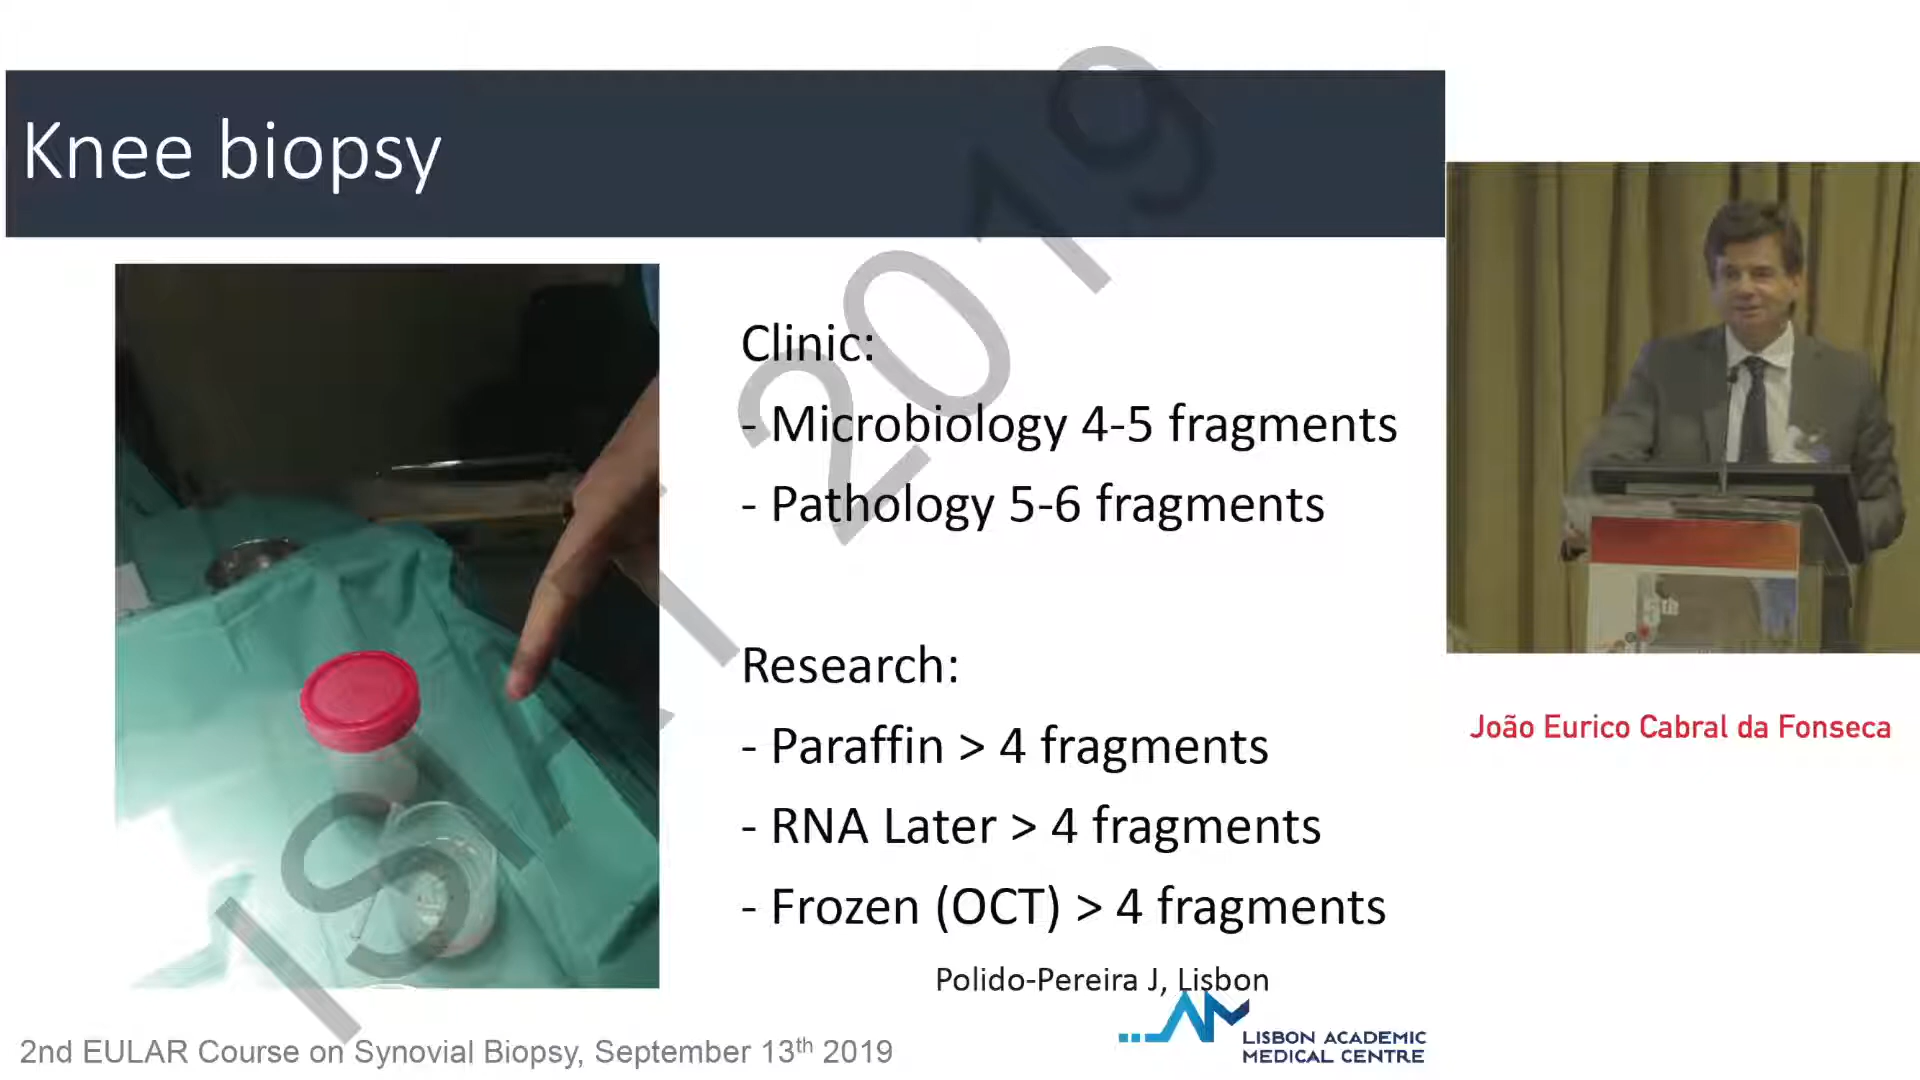 Knee biopsy
Clinic:
- Microbiology 4-5 fragments
- Pathology 5-6 fragments
Research:
- Paraffin > 4 fragments
- RNA Later > 4 fragments
- Frozen (OCT) > 4 fragments
Polido-Pereira J, Lisbon
LISBON ACADEMIC
MEDICAL CENTRE
2nd EULAR Course on Synovial Biopsy, September 13th 2019
João Eurico Cabral da Fonseca
5th
2019